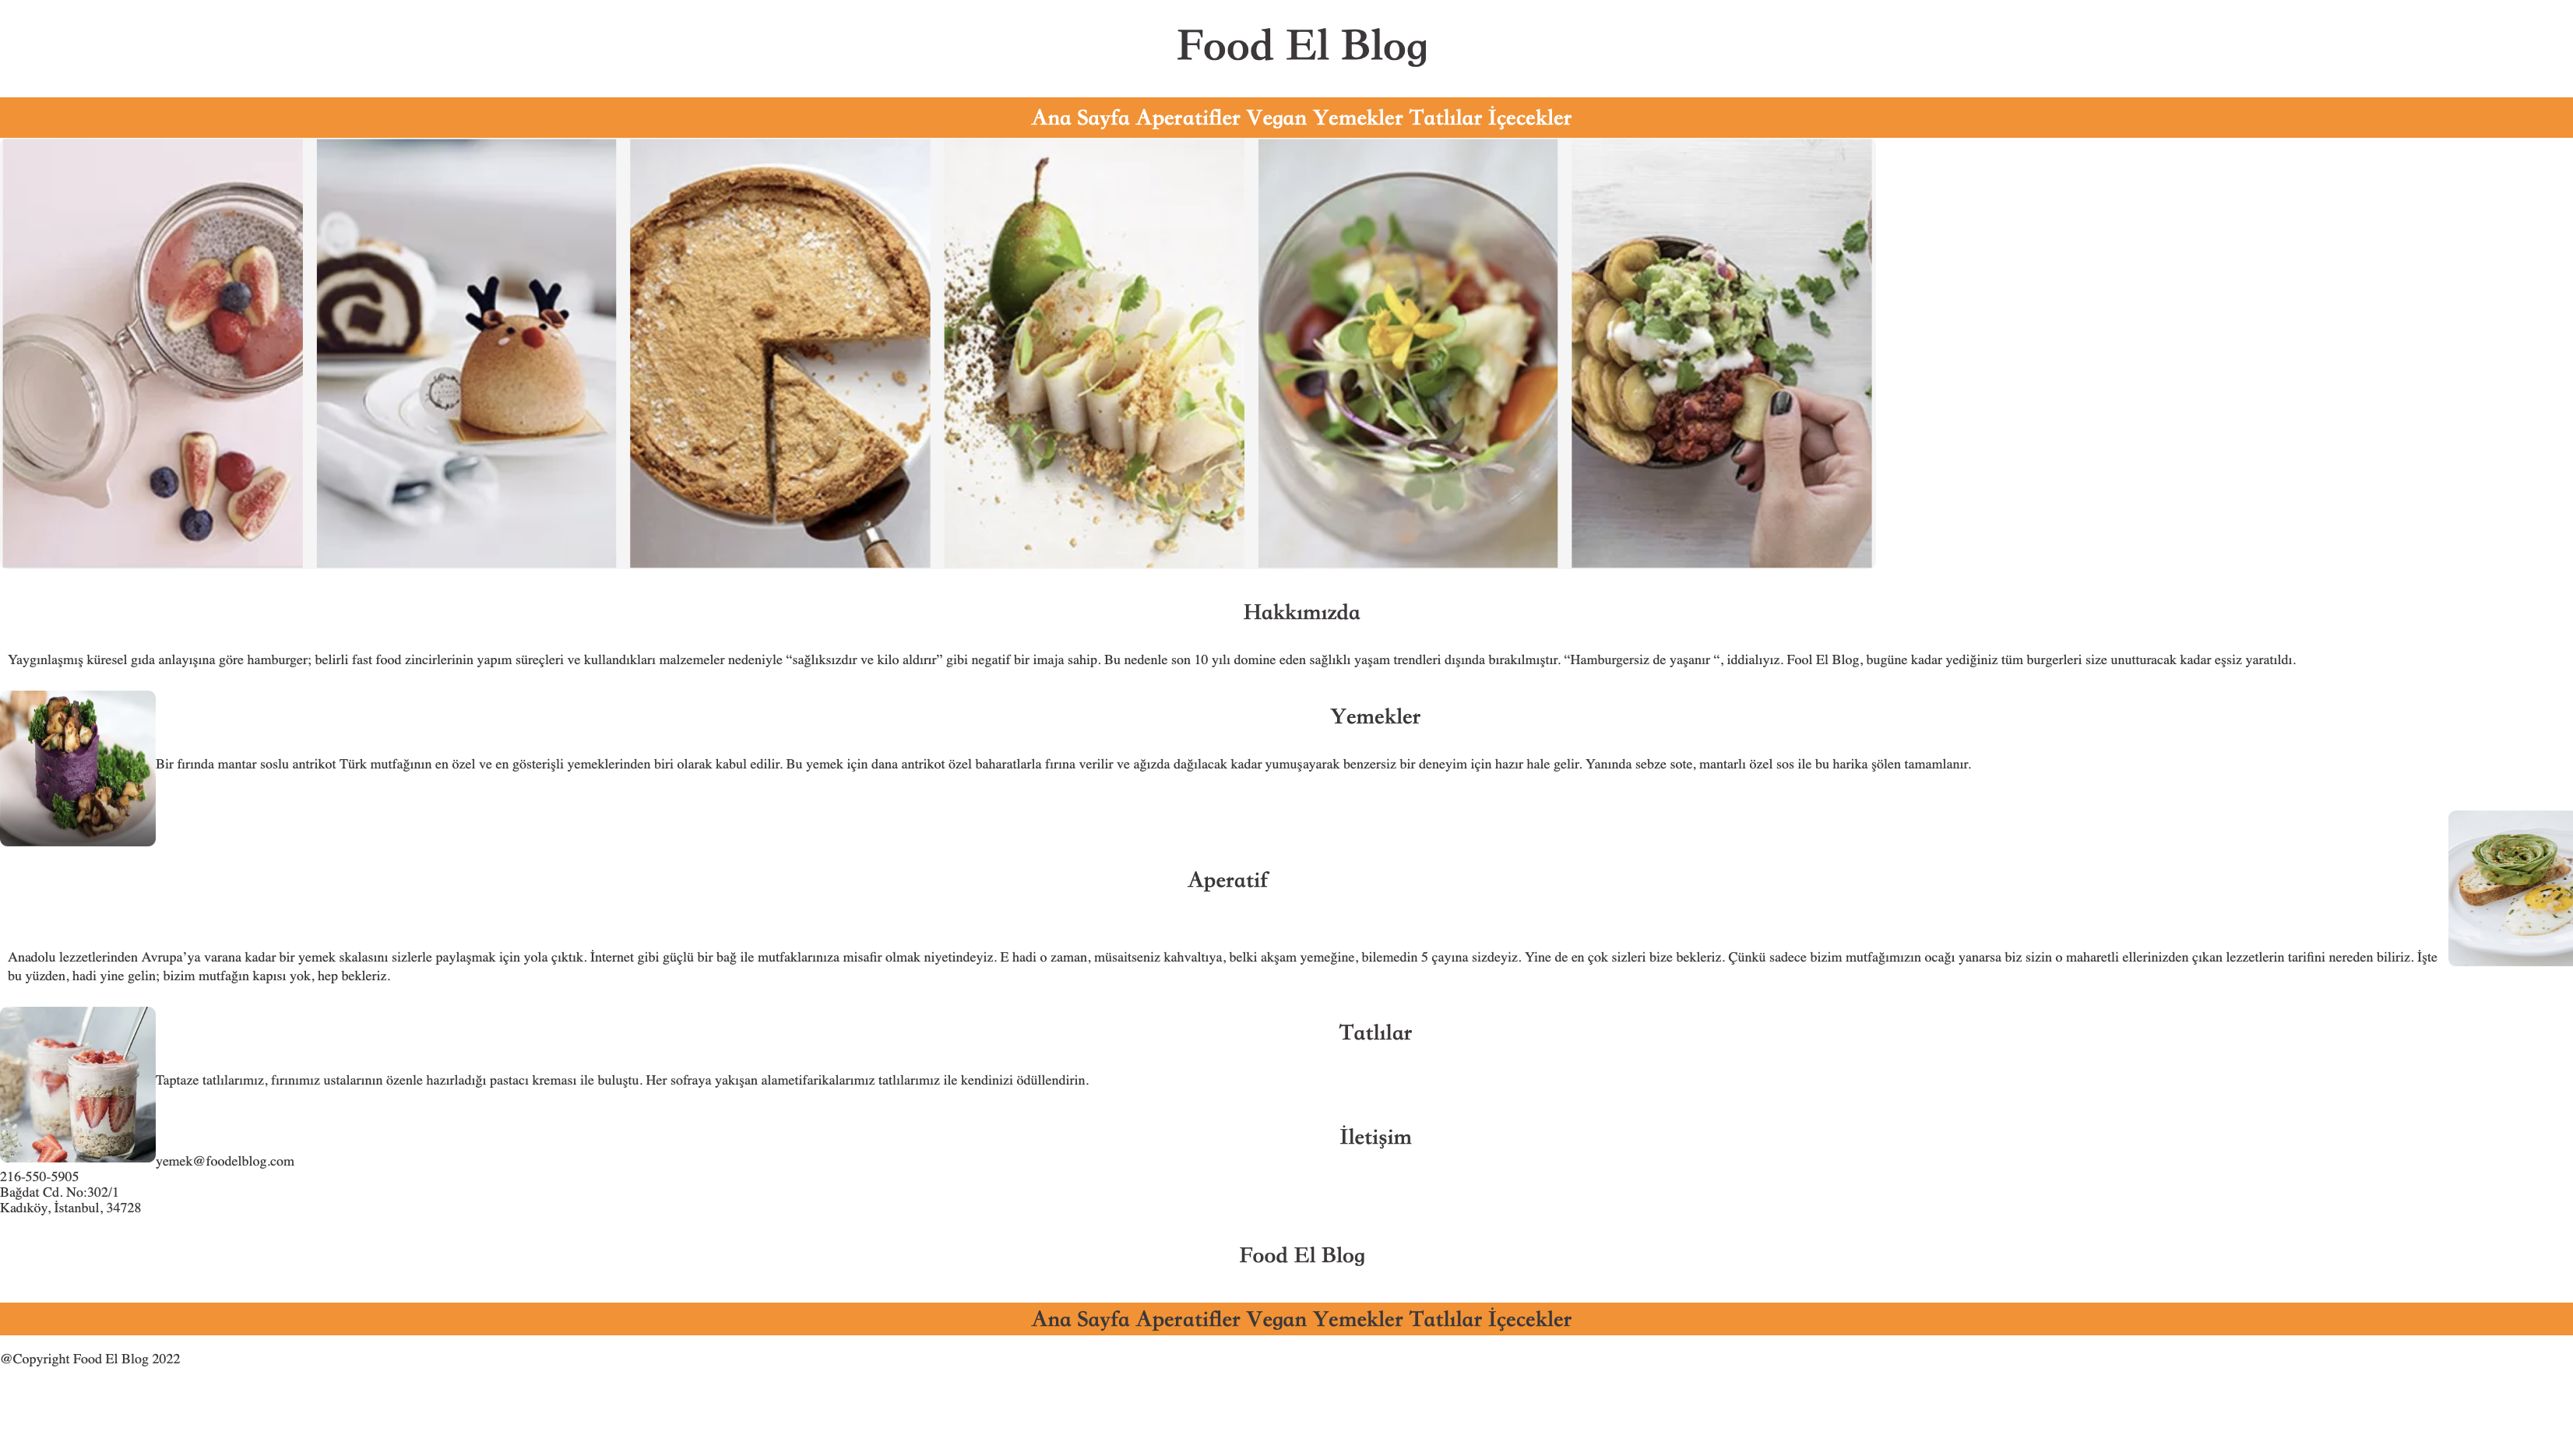 Food El Blog
Ana Sayfa Aperatifler Vegan Yemekler Tatlılar İçecekler
Hakkımızda
Yaygınlaşmış küresel gıda anlayışına göre hamburger; belirli fast food zincirlerinin yapım süreçleri ve kullandıkları malzemeler nedeniyle “sağlıksızdır ve kilo aldırır” gibi negatif bir imaja sahip. Bu nedenle son 10 yılı domine eden sağlıklı yaşam trendleri dışında bırakılmıştır. “Hamburgersiz de yaşanır “, iddialıyız. Fool El Blog, bugüne kadar yediğiniz tüm burgerleri size unutturacak kadar eşsiz yaratıldı.
Yemekler
Bir fırında mantar soslu antrikot Türk mutfağının en özel ve en gösterişli yemeklerinden biri olarak kabul edilir. Bu yemek için dana antrikot özel baharatlarla fırına verilir ve ağızda dağılacak kadar yumuşayarak benzersiz bir deneyim için hazır hale gelir. Yanında sebze sote, mantarlı özel sos ile bu harika şölen tamamlanır.
Aperatif
Anadolu lezzetlerinden Avrupa’ya varana kadar bir yemek skalasını sizlerle paylaşmak için yola çıktık. İnternet gibi güçlü bir bağ ile mutfaklarınıza misafir olmak niyetindeyiz. E hadi o zaman, müsaitseniz kahvaltıya, belki akşam yemeğine, bilemedin 5 çayına sizdeyiz. Yine de en çok sizleri bize bekleriz. Çünkü sadece bizim mutfağımızın ocağı yanarsa biz sizin o maharetli ellerinizden çıkan lezzetlerin tarifini nereden biliriz. İşte
bu yüzden, hadi yine gelin; bizim mutfağın kapısı yok, hep bekleriz.
Tatlılar
Taptaze tatlılarımız, fırınımız ustalarının özenle hazırladığı pastacı kreması ile buluştu. Her sofraya yakışan alametifarikalarımız tatlılarımız ile kendinizi ödüllendirin.
İletişim
yemek@foodelblog.com
216-550-5905
Bağdat Cd. No:302/1
Kadıköy, İstanbul, 34728
Food El Blog
Ana Sayfa Aperatifler Vegan Yemekler Tatlılar İçecekler
@Copyright Food El Blog 2022